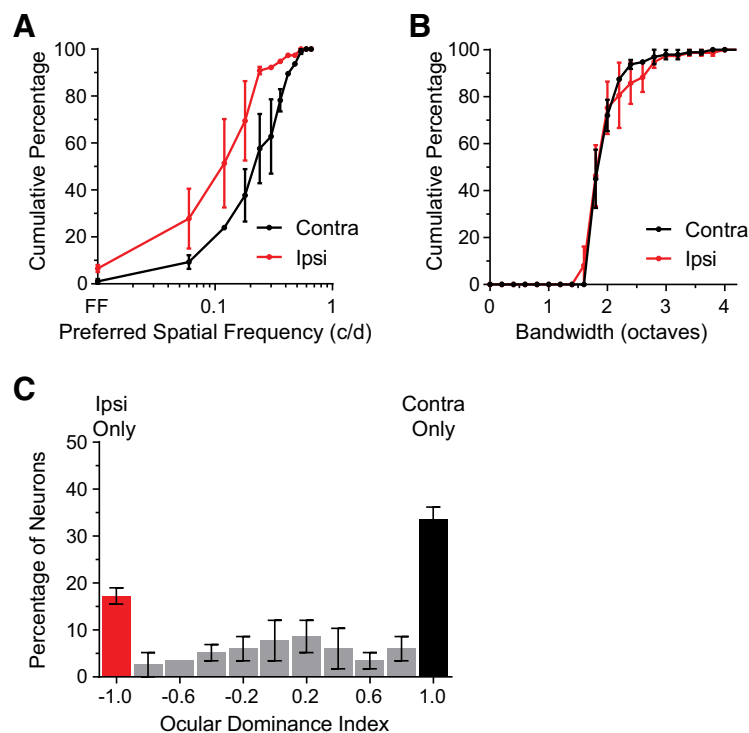 A
Cumulative Percentage
100
80
60
40
20
0
Contra
Ipsi
FF
0.1
1
Preferred Spatial Frequency (c/d)
B
Cumulative Percentage
100
80
60
40
20
0
Contra
Ipsi
0
1
2
3
4
Bandwidth (octaves)
C
Ipsi
Only
Contra
Only
Percentage of Neurons
50
40
30
20
10
0
-1.0
-0.6
-0.2
0.2
0.6
1.0
Ocular Dominance Index